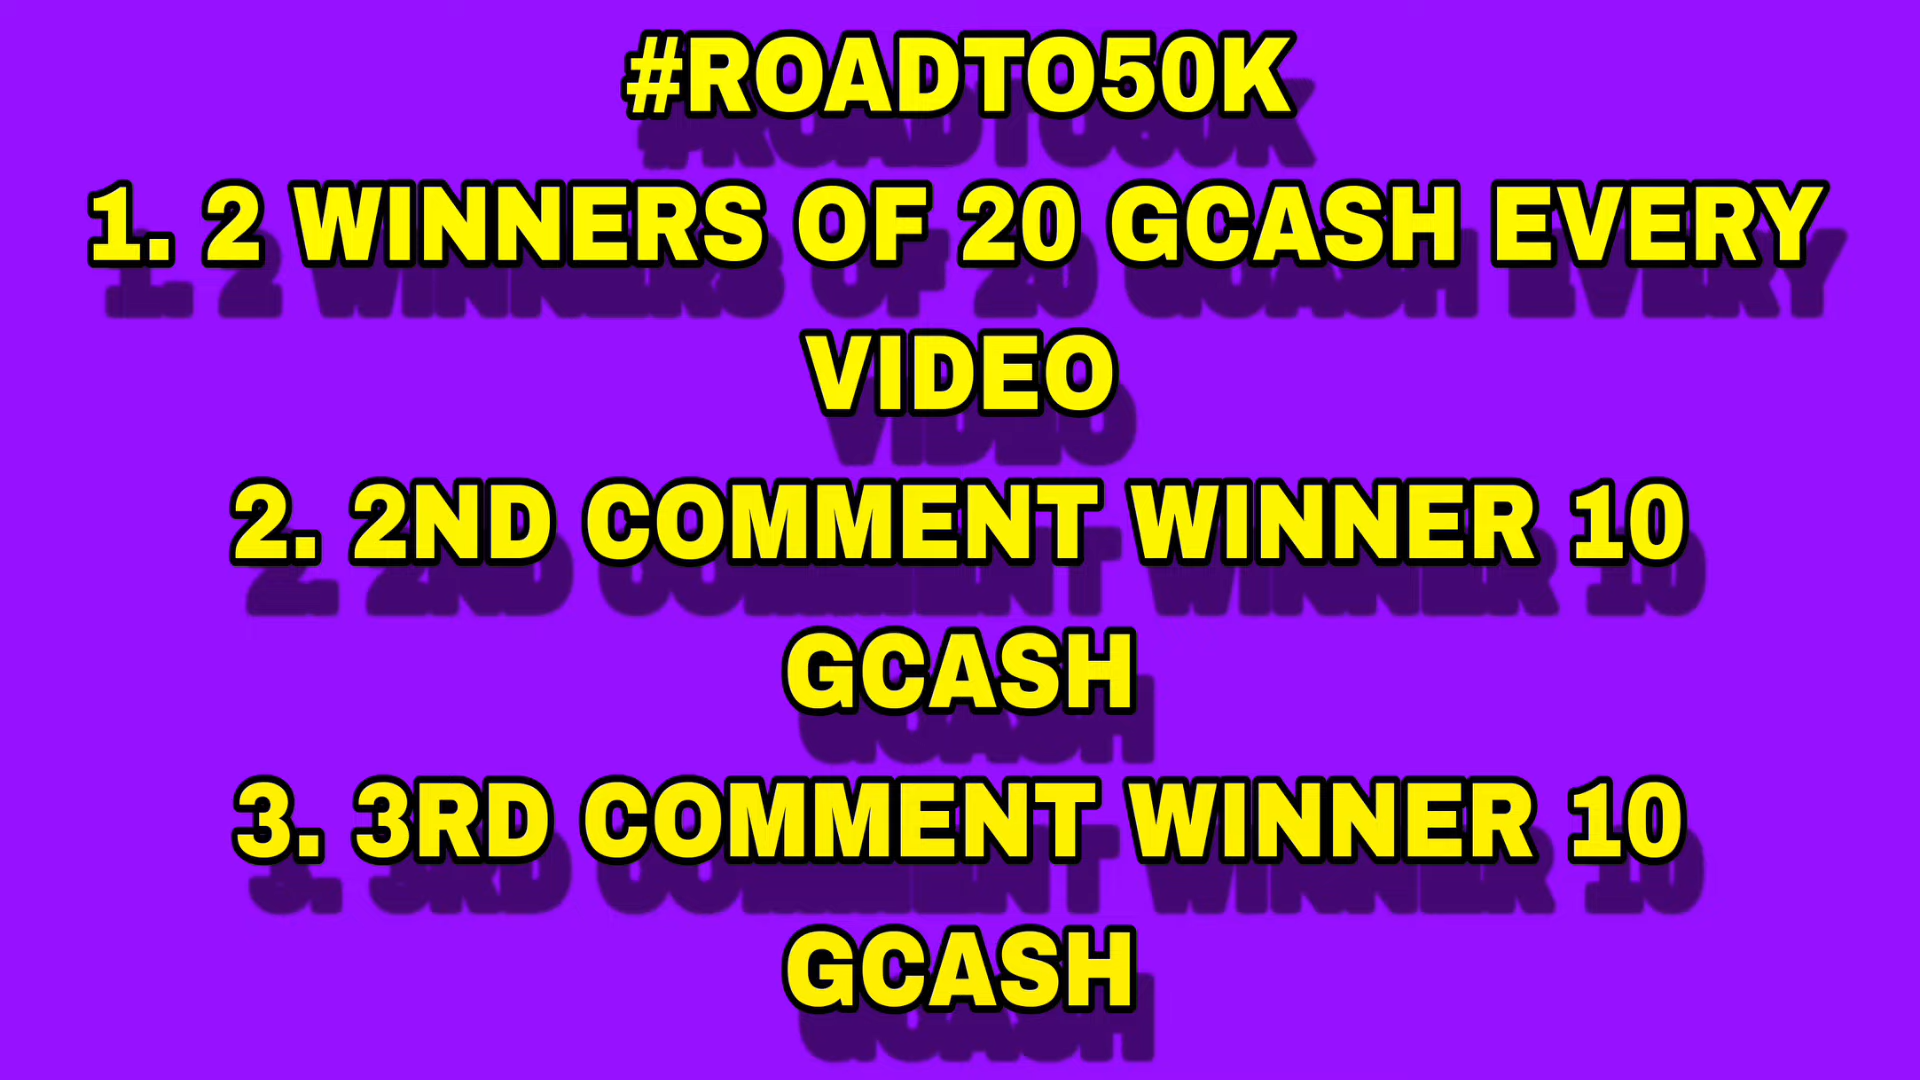 #ROADTO50K
1. 2 WINNERS OF 20 GCASH EVERY
VIDEO
2. 2ND COMMENT WINNER 10
GCASH
3. 3RD COMMENT WINNER 10
GCASH